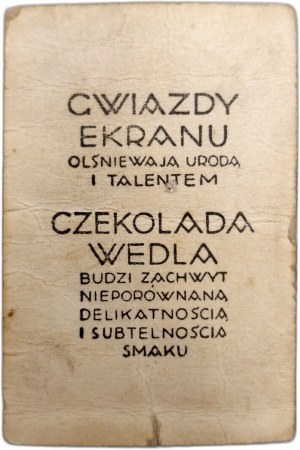 GWIAZDY
EKRANU
OLŚNIEWAJĄ URODĄ
I TALENTEM
CZEKOLADA
WEDLA
BUDZI ZACHWYT
NIEPORÓWNANĄ
DELIKATNOŚCIĄ
I SUBTELNOŚCIĄ
SMAKU